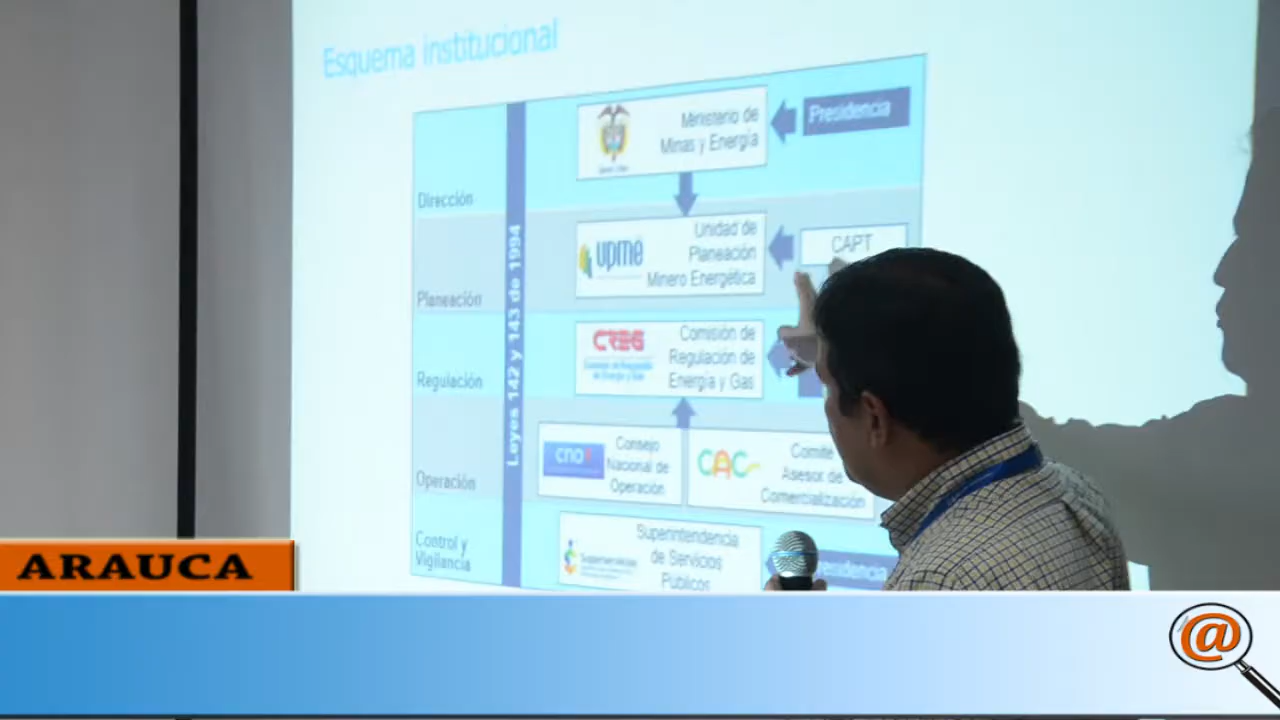 Esquema institucional
Ministerio de
Minas y Energía
Presidencia
Dirección
Leyes 142 y 143 de 1994
upme
Unidad de
Planeación
Minero Energética
CAPT
Planeación
CREG
Comisión de
Regulación de
Energía y Gas
Regulación
cno
Consejo
Nacional de
Operación
CAC
Asesor de
Comercialización
Operación
Control y
Vigilancia
Superservicios
Superintendencia
de Servicios
Públicos
ARAUCA
@